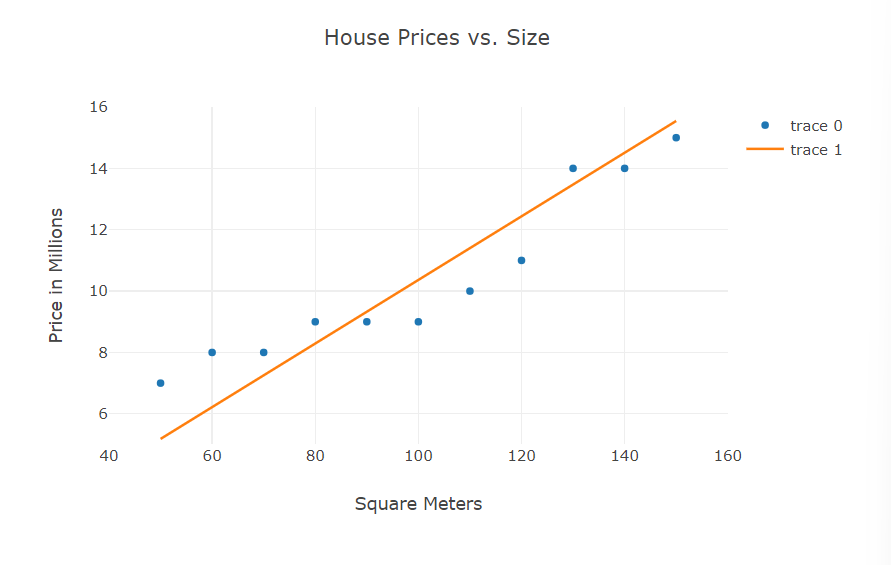 House Prices vs. Size
trace 0
trace 1
Price in Millions
16
14
12
10
8
6
40 60 80 100 120 140 160
Square Meters